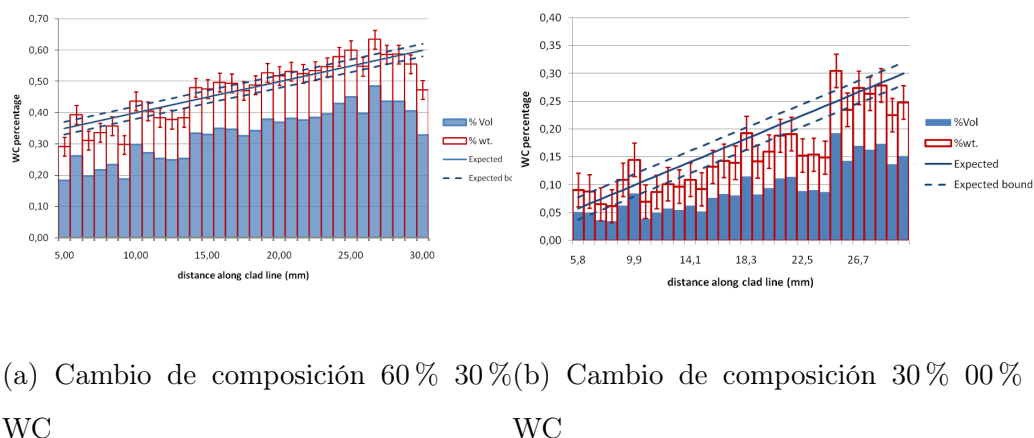 0,70
0,60
0,50
0,40
0,30
0,20
0,10
0,00
WC percentage
5,00 10,00 15,00 20,00 25,00 30,00
distance along clad line (mm)
% Vol
% wt.
Expected
Expected bo
0,40
0,35
0,30
0,25
0,20
0,15
0,10
0,05
0,00
WC percentage
5,8 9,9 14,1 18,3 22,5 26,7
distance along clad line (mm)
%Vol
%wt.
Expected
Expected bound
(a) Cambio de composición 60 % 30 %
WC
(b) Cambio de composición 30 % 00 %
WC